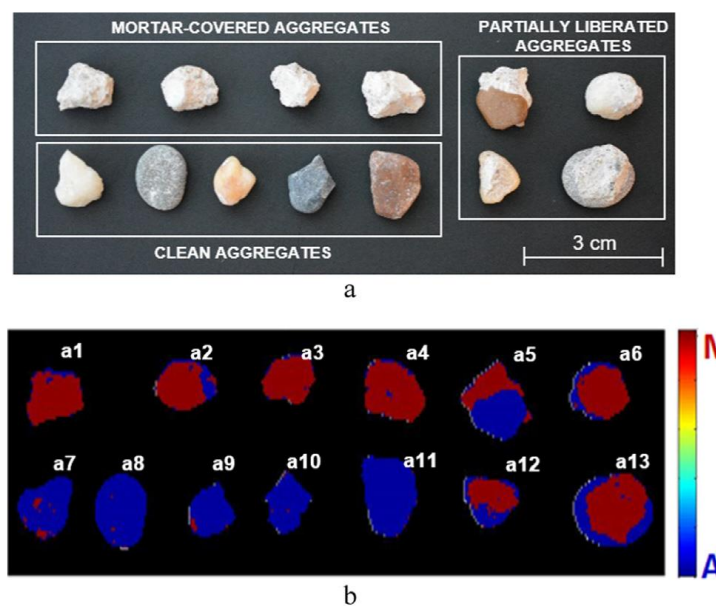 MORTAR-COVERED AGGREGATES
PARTIALLY LIBERATED
AGGREGATES
CLEAN AGGREGATES
3 cm
a
a1
a2
a3
a4
a5
a6
M
a7
a8
a9
a10
a11
a12
a13
A
b